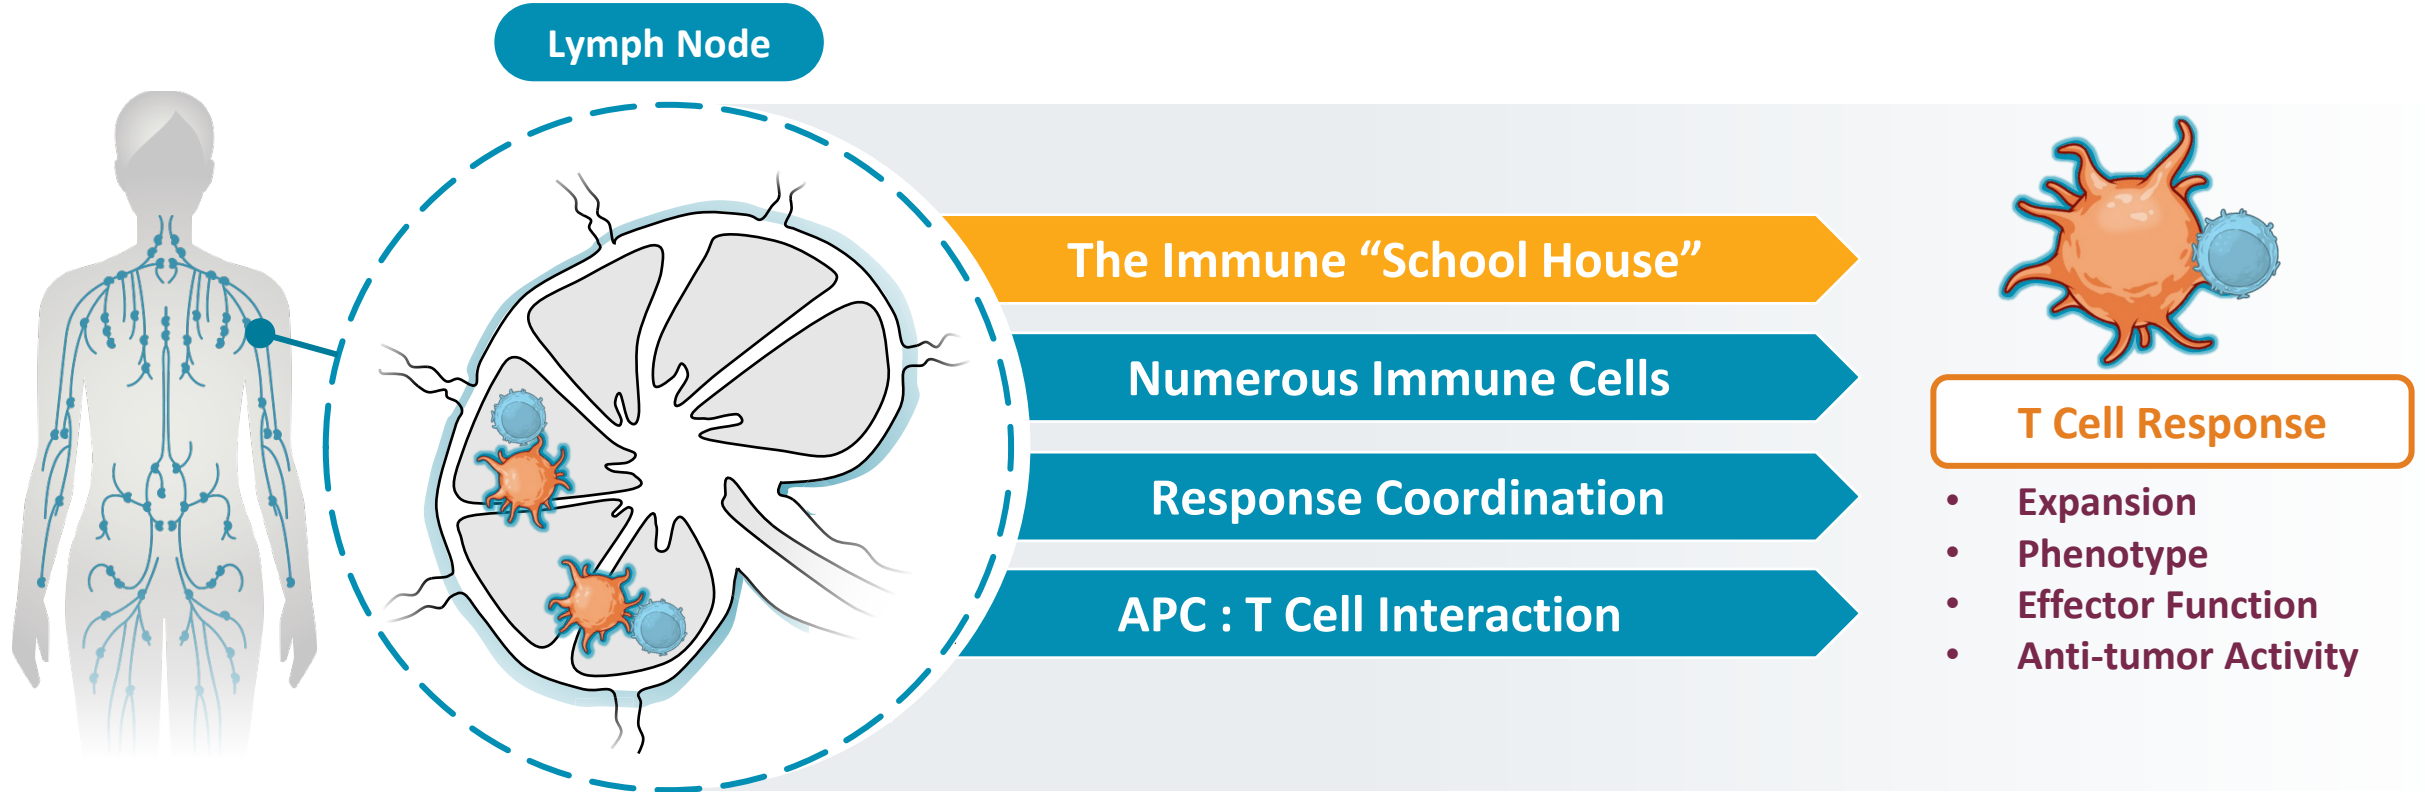 Lymph Node
The Immune “School House”
Numerous Immune Cells
Response Coordination
APC : T Cell Interaction
T Cell Response
• Expansion
• Phenotype
• Effector Function
• Anti-tumor Activity